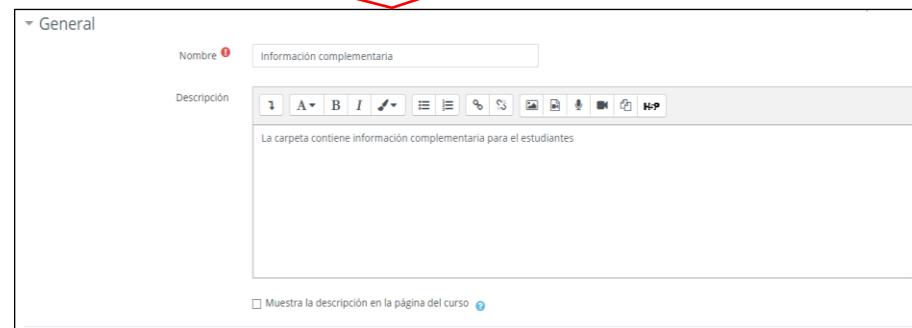 General
Nombre
Información complementaria
Descripción
A B I H-P
La carpeta contiene información complementaria para el estudiantes
Muestra la descripción en la página del curso ?